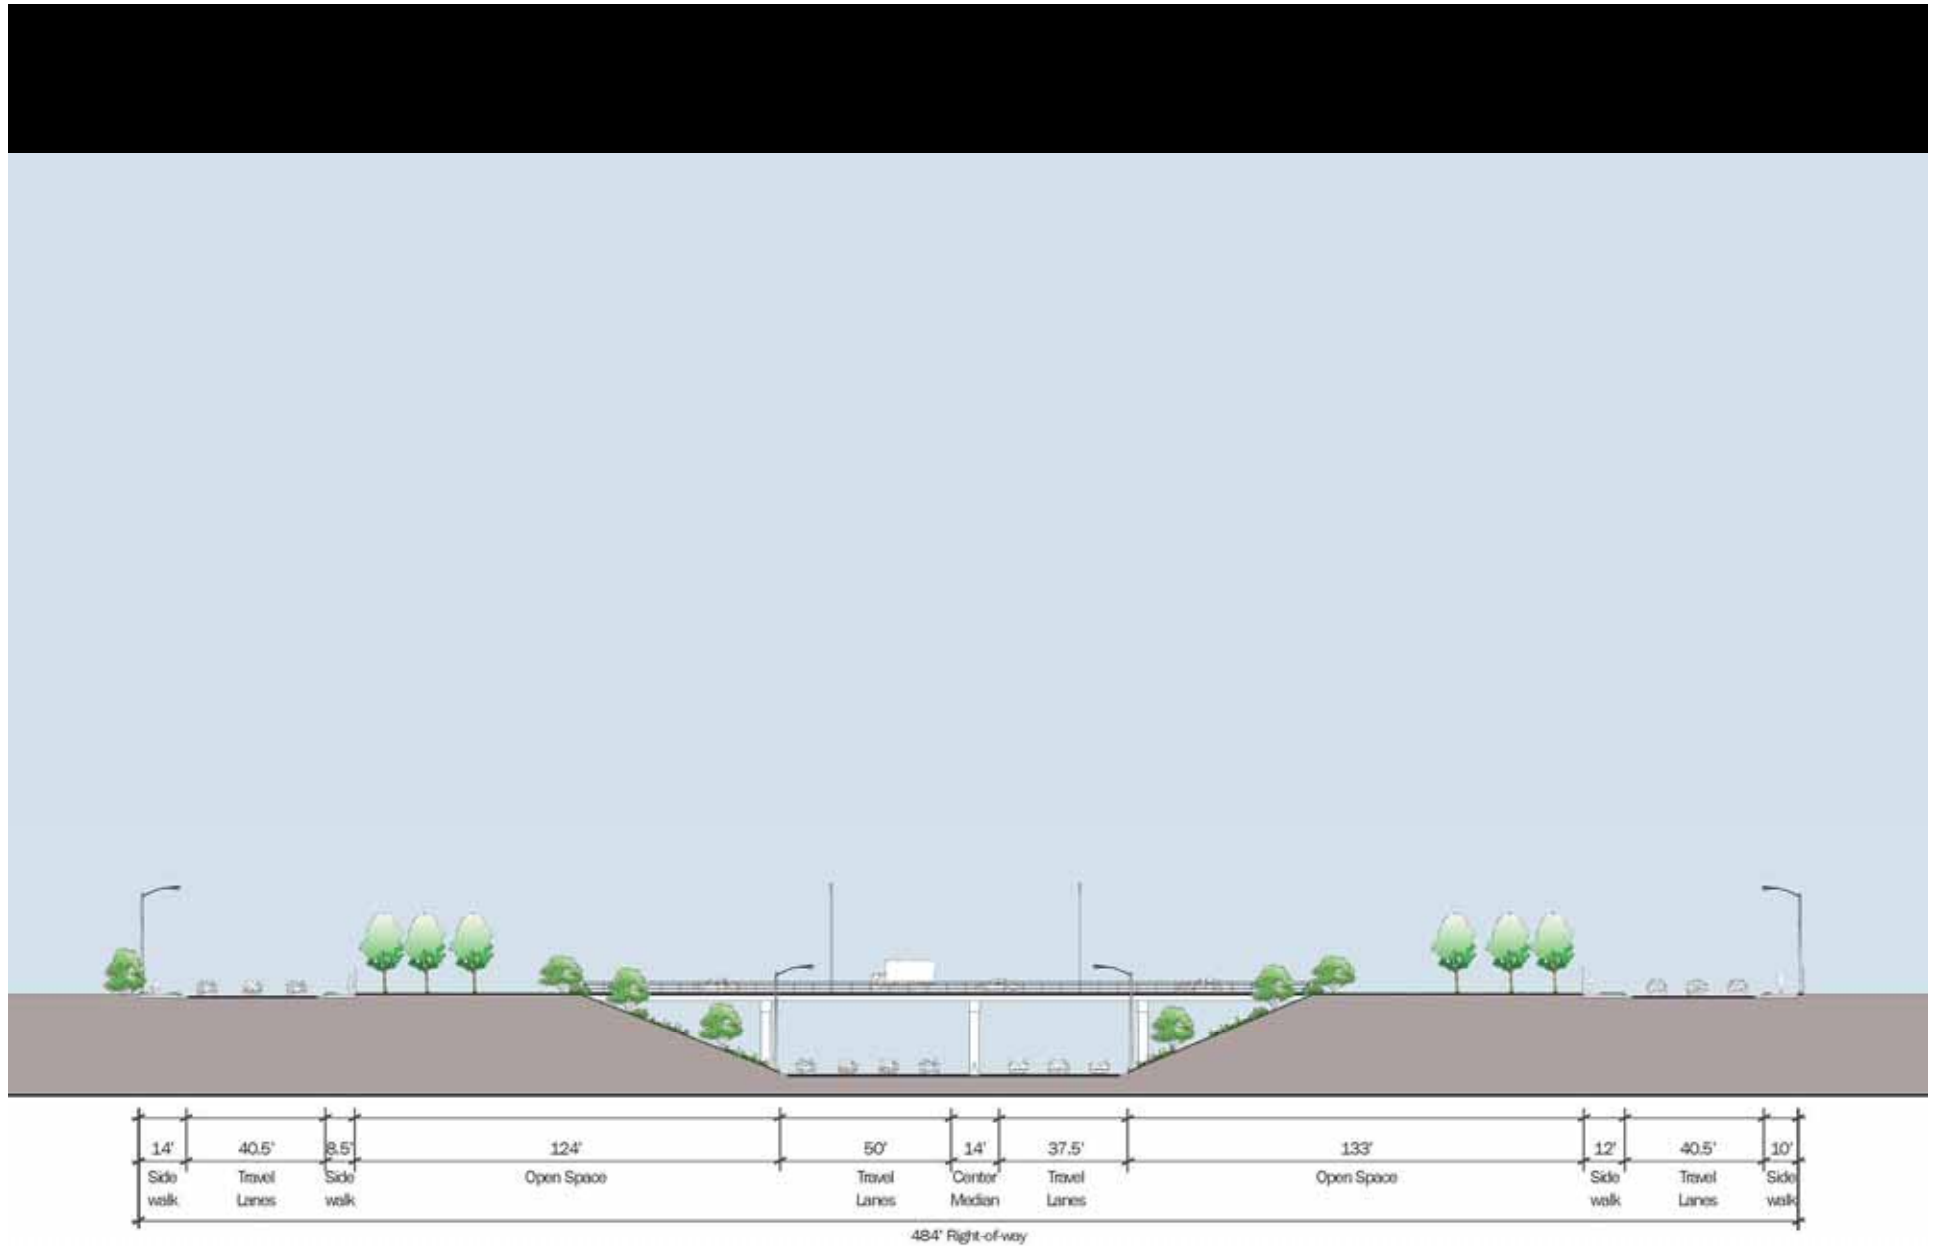 14' 40.5' 8.5' 124' 50' 14' 37.5' 133' 12' 40.5' 10'
Side Travel Side Open Space Travel Center Travel Open Space Side Travel Side
walk Lanes walk Lanes Median Lanes walk Lanes walk
484' Right-of-way